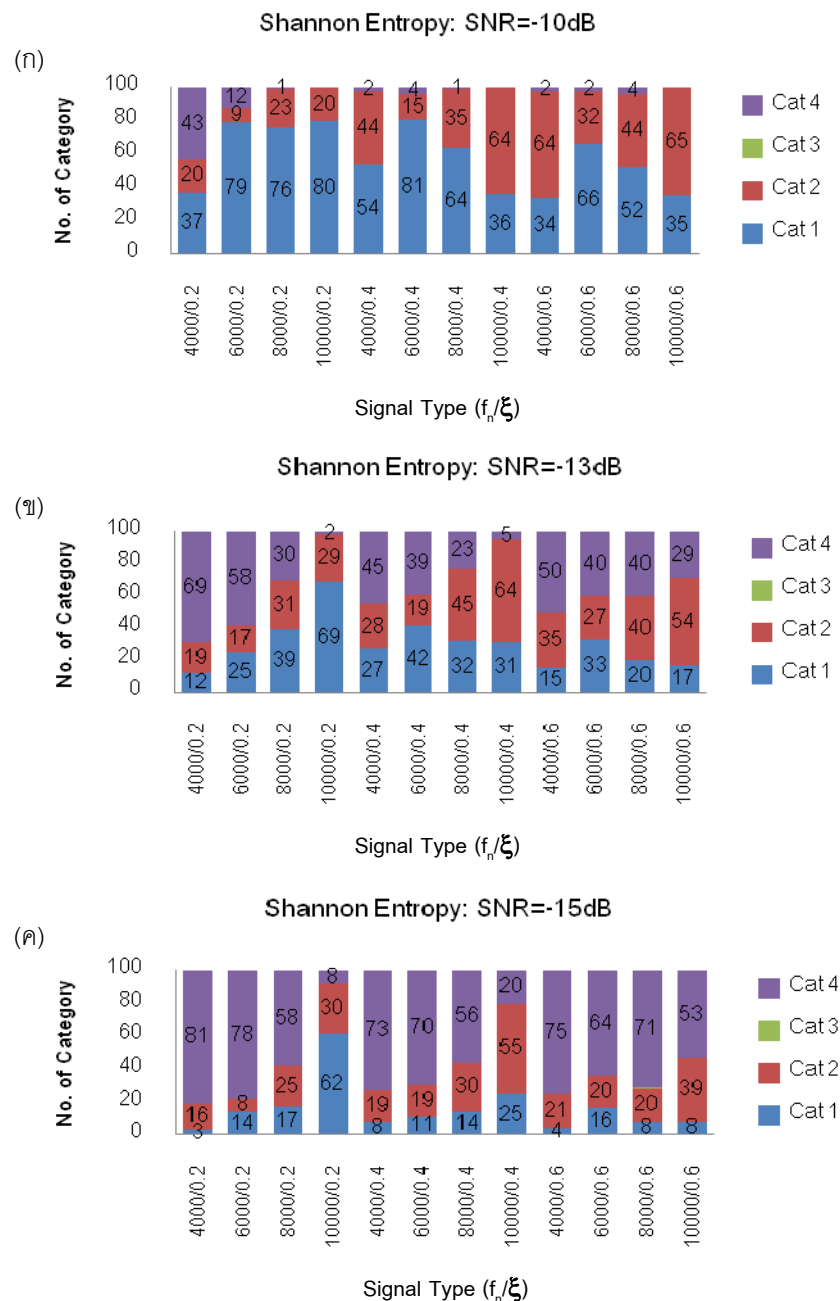 Shannon Entropy: SNR=-10dB
(ก)
No. of Category
100
80
60
40
20
0
43 12 1 2 4 1 2 2 4
20 9 23 20 44 15 35 64 64 32 44 65
37 79 76 80 54 81 64 36 34 66 52 35
Cat 4
Cat 3
Cat 2
Cat 1
4000/0.2 6000/0.2 8000/0.2 10000/0.2 4000/0.4 6000/0.4 8000/0.4 10000/0.4 4000/0.6 6000/0.6 8000/0.6 10000/0.6
Signal Type (fn/ξ)
Shannon Entropy: SNR=-13dB
(ข)
No. of Category
100
80
60
40
20
0
69 58 30 2 45 39 23 5 50 40 40 29
19 17 31 29 28 19 45 64 35 27 40 54
12 25 39 69 27 42 32 31 15 33 20 17
Cat 4
Cat 3
Cat 2
Cat 1
4000/0.2 6000/0.2 8000/0.2 10000/0.2 4000/0.4 6000/0.4 8000/0.4 10000/0.4 4000/0.6 6000/0.6 8000/0.6 10000/0.6
Signal Type (fn/ξ)
Shannon Entropy: SNR=-15dB
(ค)
No. of Category
100
80
60
40
20
0
81 78 58 8 73 70 56 20 75 64 71 53
16 8 25 30 19 19 30 55 21 20 20 39
3 14 17 62 8 11 14 25 4 16 8 8
Cat 4
Cat 3
Cat 2
Cat 1
4000/0.2 6000/0.2 8000/0.2 10000/0.2 4000/0.4 6000/0.4 8000/0.4 10000/0.4 4000/0.6 6000/0.6 8000/0.6 10000/0.6
Signal Type (fn/ξ)